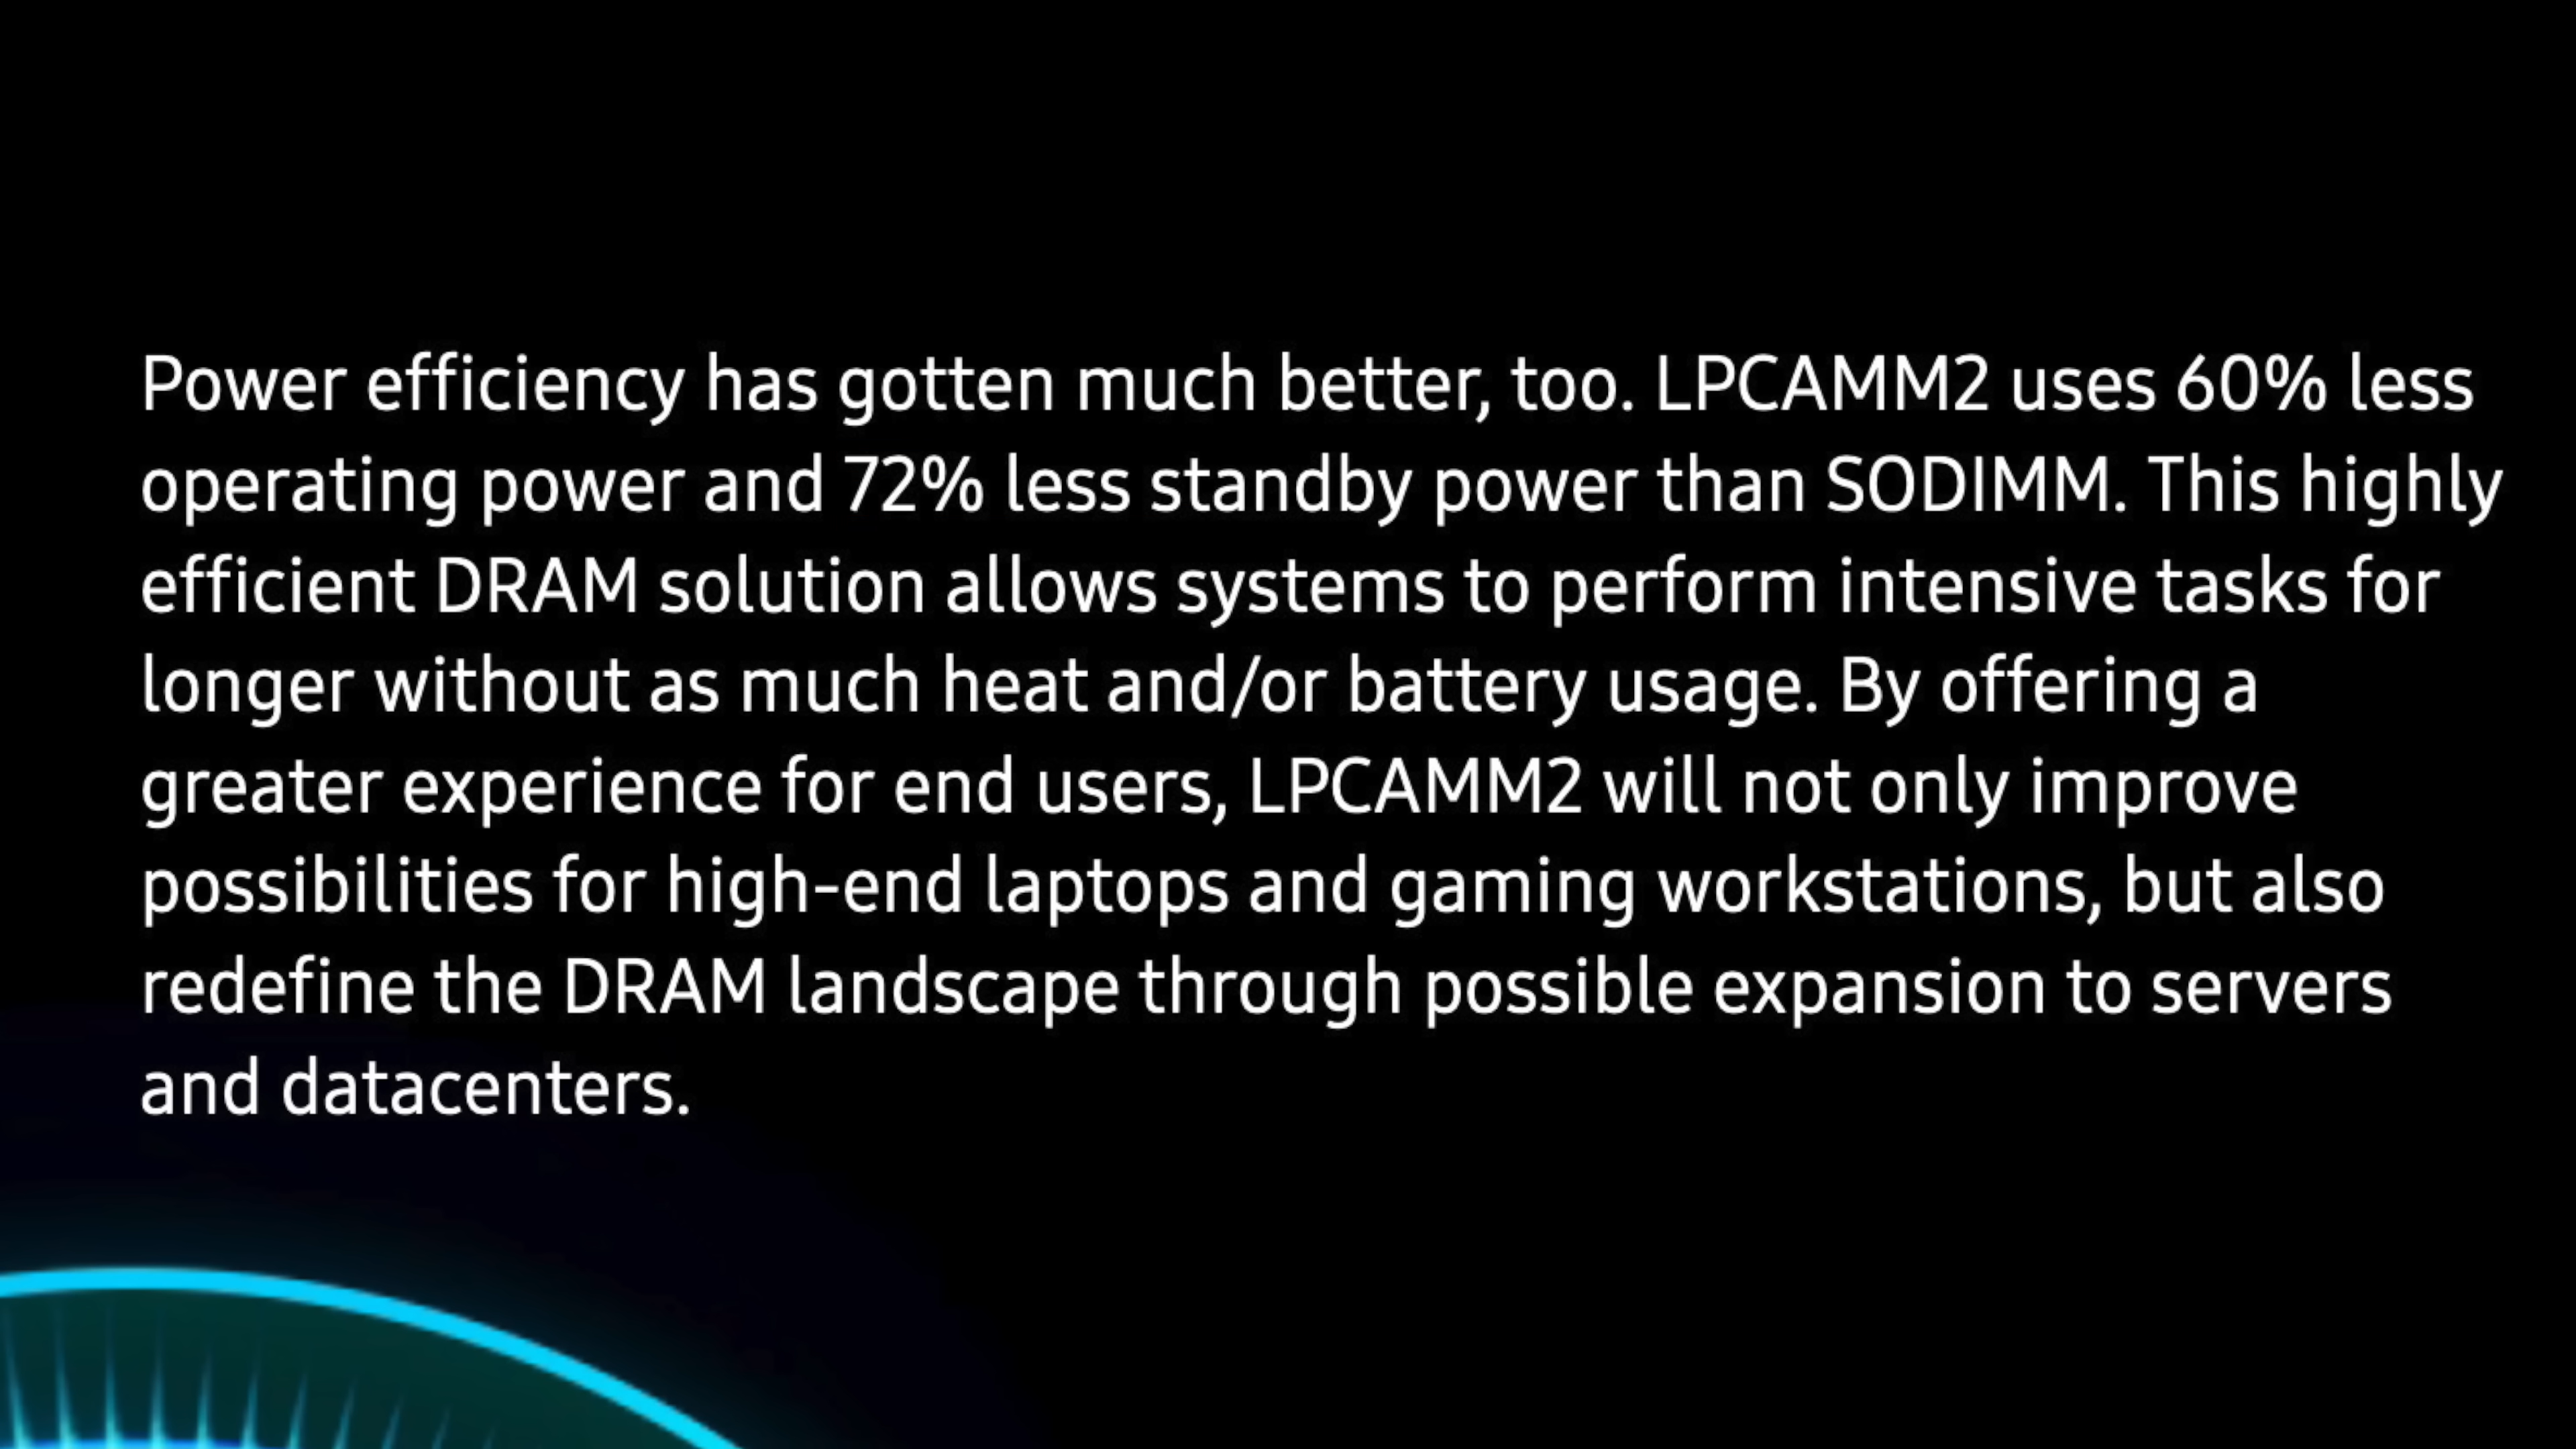 Power efficiency has gotten much better, too. LPCAMM2 uses 60% less
operating power and 72% less standby power than SODIMM. This highly
efficient DRAM solution allows systems to perform intensive tasks for
longer without as much heat and/or battery usage. By offering a
greater experience for end users, LPCAMM2 will not only improve
possibilities for high-end laptops and gaming workstations, but also
redefine the DRAM landscape through possible expansion to servers
and datacenters.